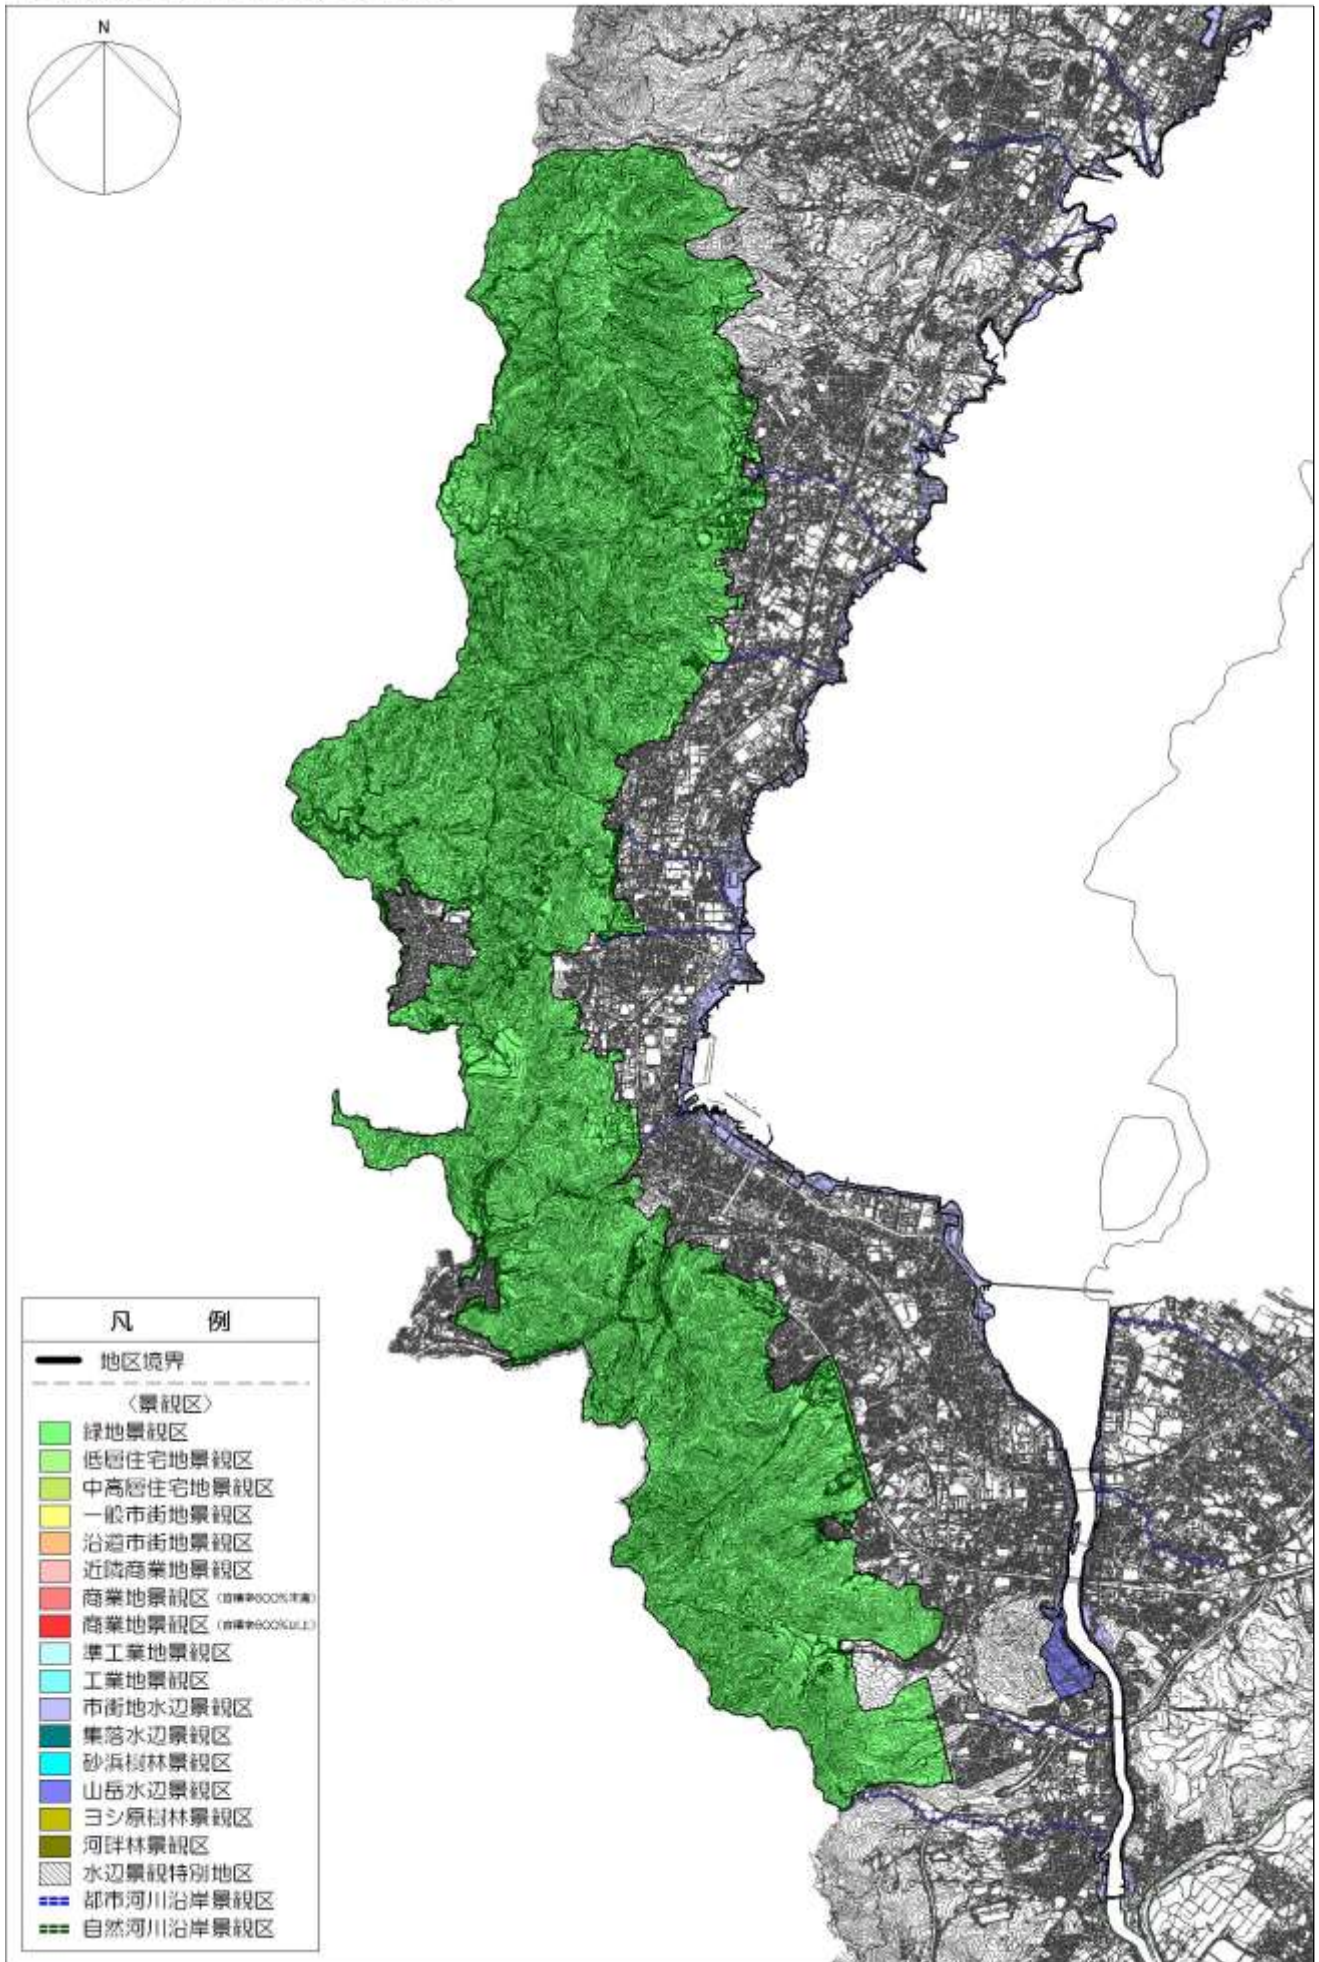 N
凡 例
地区境界
〈景観区〉
緑地景観区
低層住宅地景観区
中高層住宅地景観区
一般市街地景観区
沿道市街地景観区
近隣商業地景観区
商業地景観区
商業地景観区
準工業地景観区
工業地景観区
市街地水辺景観区
集落水辺景観区
砂浜樹林景観区
山岳水辺景観区
ヨシ原樹林景観区
河畔林景観区
水辺景観特別地区
都市河川沿岸景観区
自然河川沿岸景観区